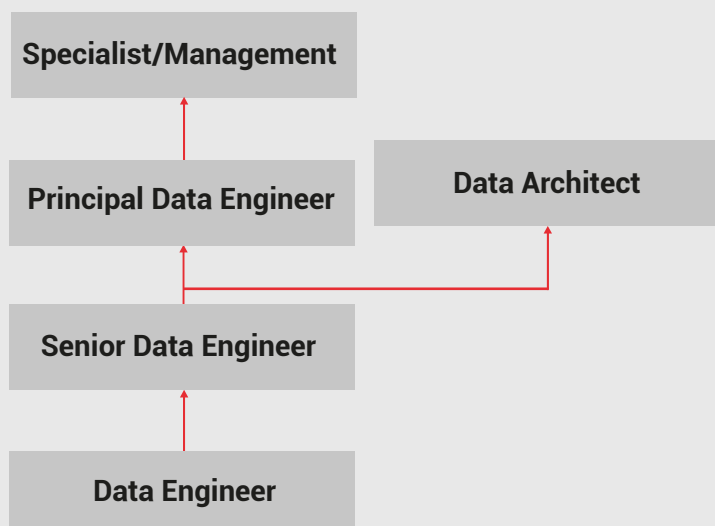 Specialist/Management
Principal Data Engineer
Data Architect
Senior Data Engineer
Data Engineer